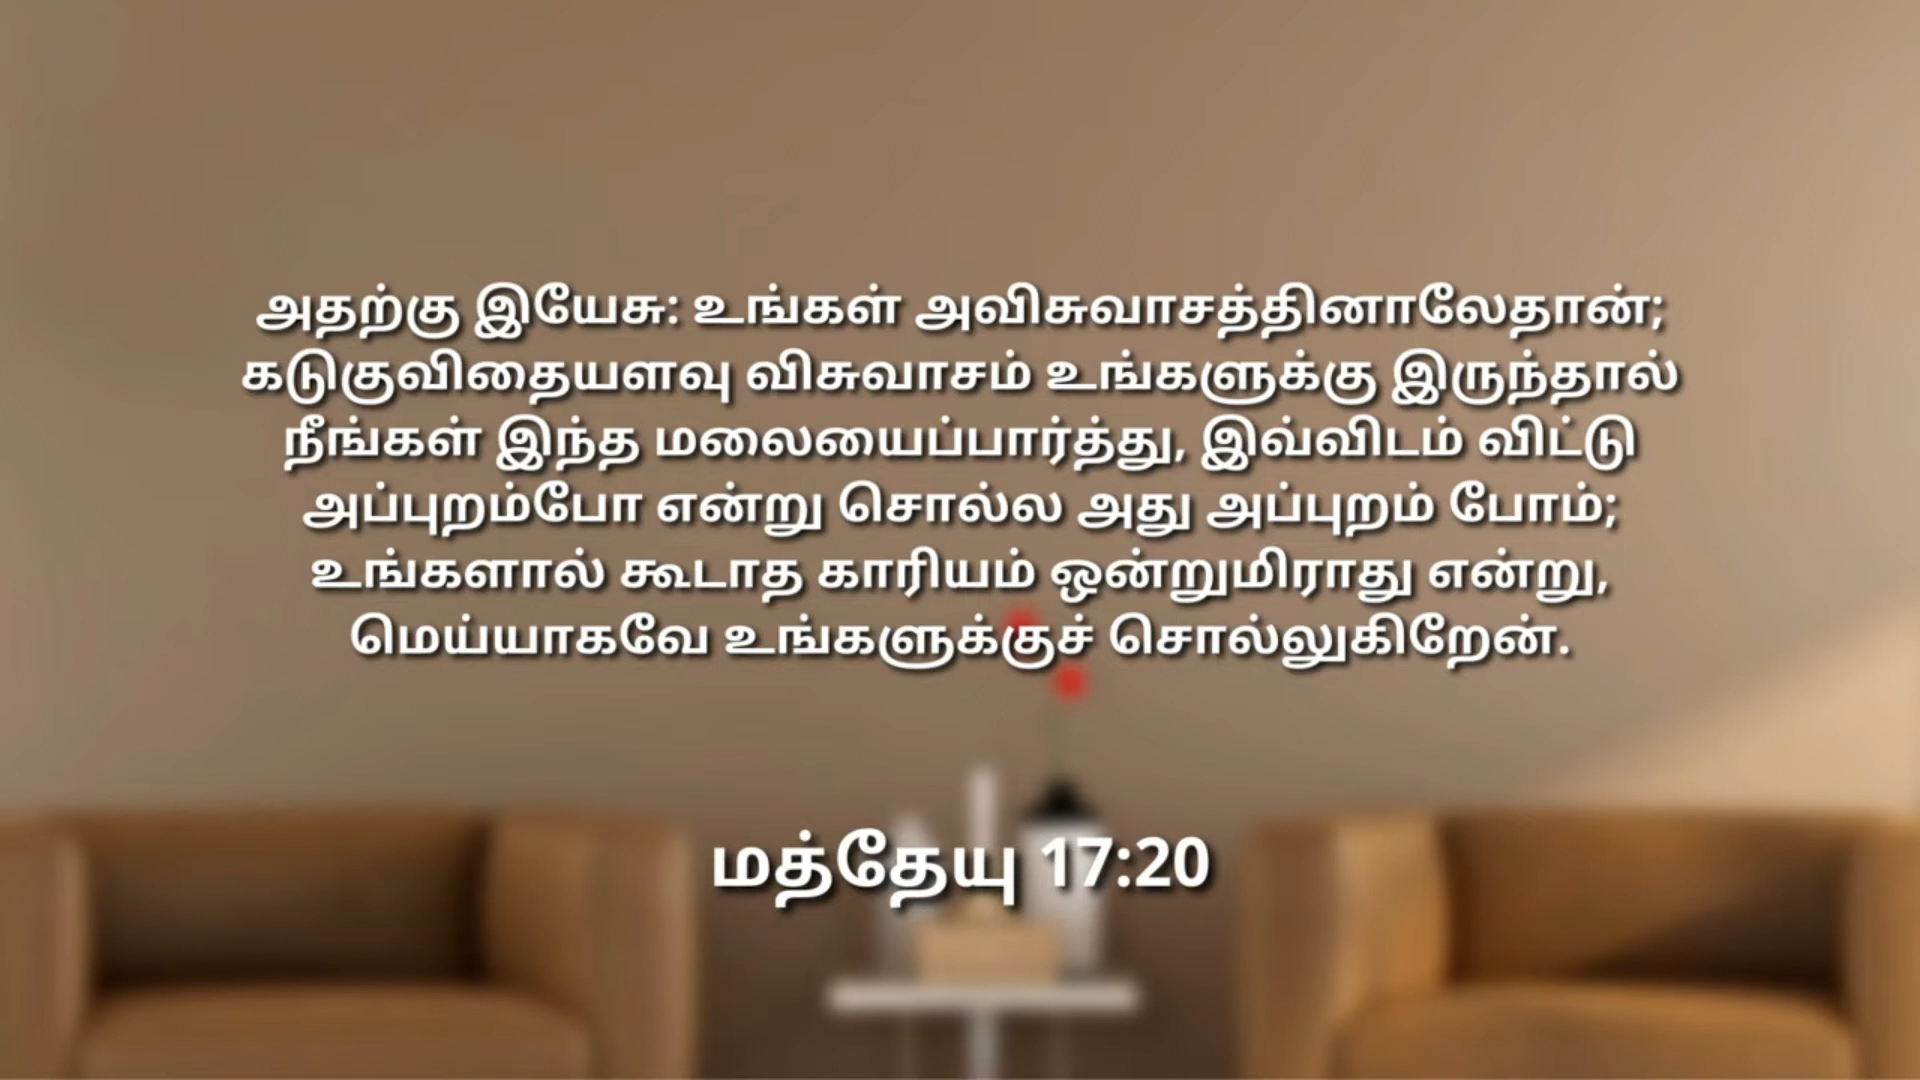 அதற்கு இயேசு: உங்கள் அவிசுவாசத்தினாலேதான்;
கடுகுவிதையளவு விசுவாசம் உங்களுக்கு இருந்தால்
நீங்கள் இந்த மலையைப்பார்த்து, இவ்விடம் விட்டு
அப்புறம்போ என்று சொல்ல அது அப்புறம் போம்;
உங்களால் கூடாத காரியம் ஒன்றுமிராது என்று,
மெய்யாகவே உங்களுக்குச் சொல்லுகிறேன்.
மத்தேயு 17:20